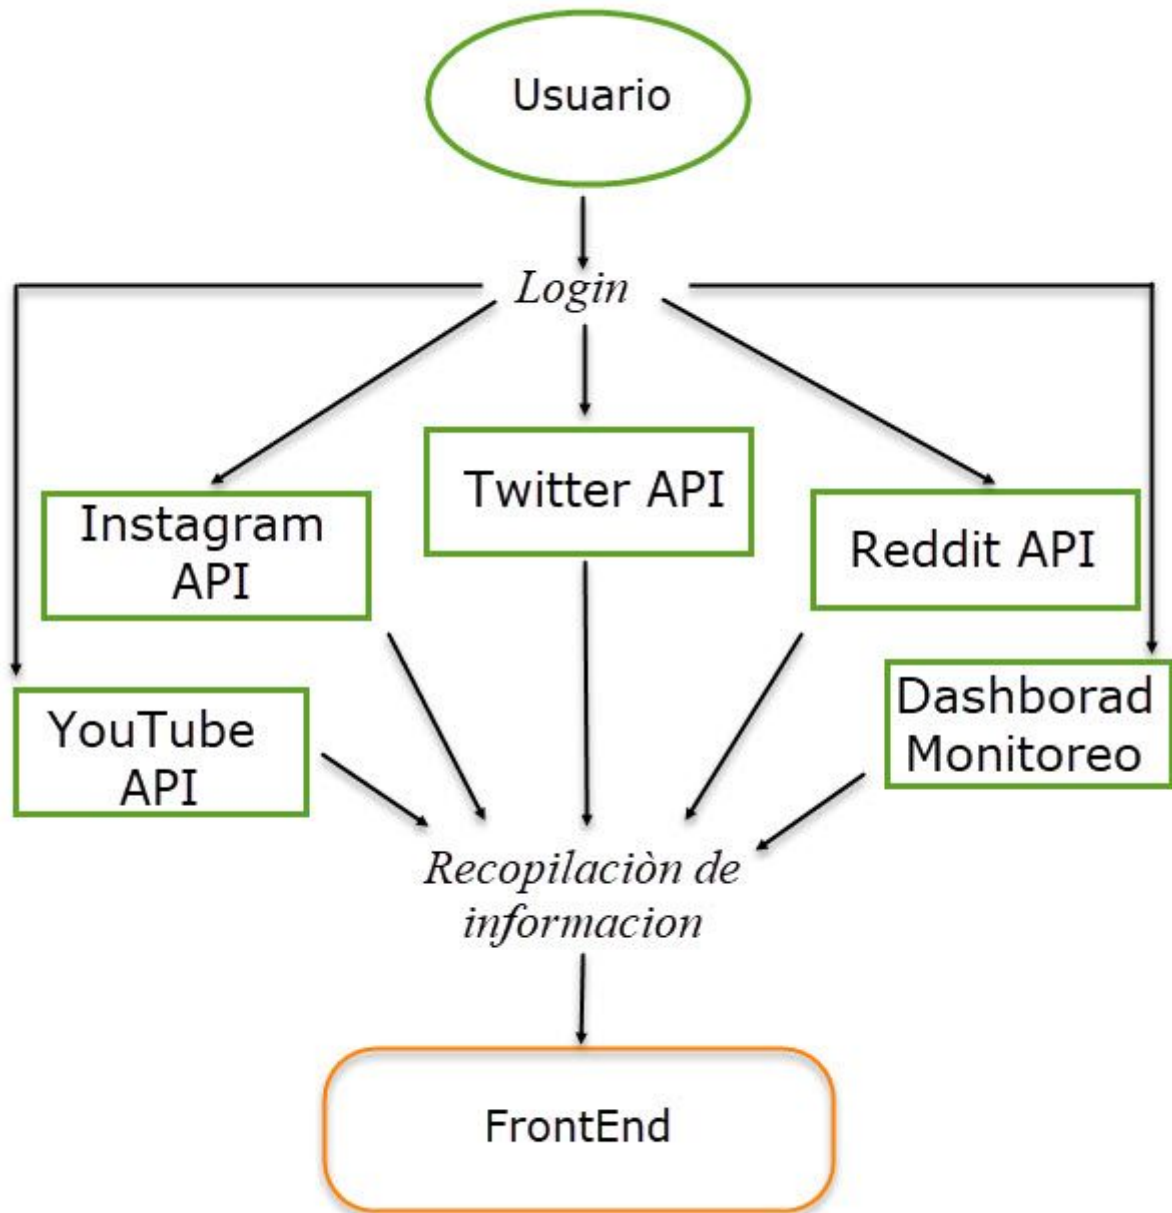 Usuario
Login
Twitter API
Instagram
API
Reddit API
YouTube
API
Dashborad
Monitoreo
Recopilaciòn de
informacion
FrontEnd